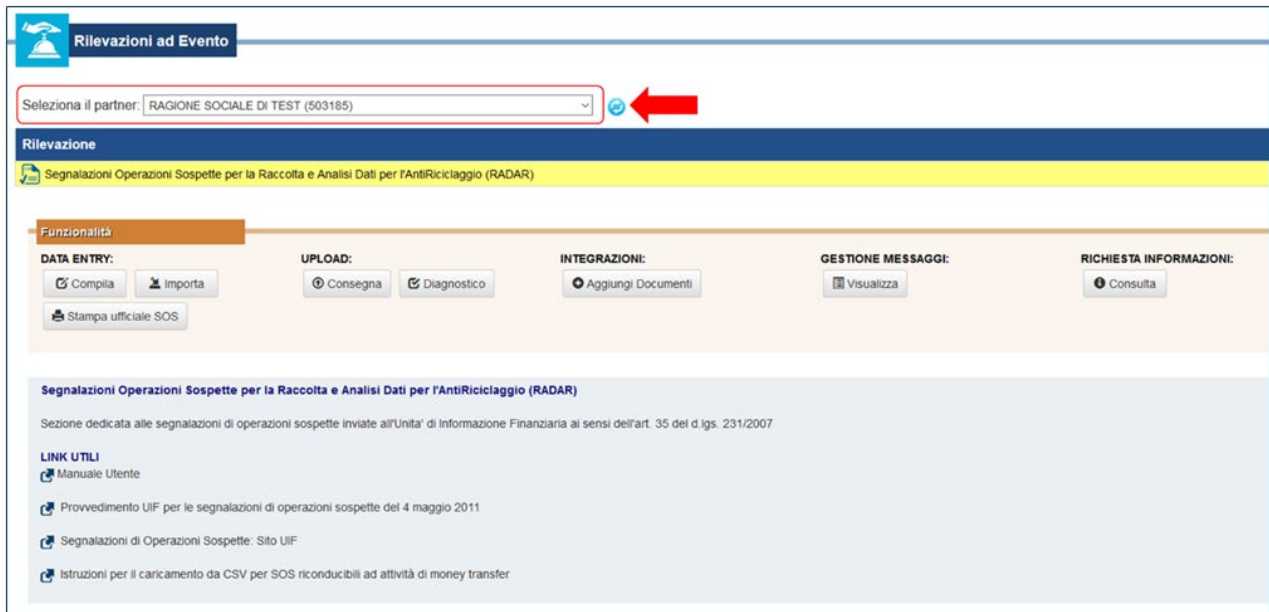 Rilevazioni ad Evento
Seleziona il partner: RAGIONE SOCIALE DI TEST (503185)
Rilevazione
Segnalazioni Operazioni Sospette per la Raccolta e Analisi Dati per l'AntiRiciclaggio (RADAR)
Funzionalità
DATA ENTRY: UPLOAD: INTEGRAZIONI: GESTIONE MESSAGGI: RICHIESTA INFORMAZIONI:
Compila Importa Consegna Diagnostico Aggiungi Documenti Visualizza Consulta
Stampa ufficiale SOS
Segnalazioni Operazioni Sospette per la Raccolta e Analisi Dati per l'AntiRiciclaggio (RADAR)
Sezione dedicata alle segnalazioni di operazioni sospette inviate all'Unita' di Informazione Finanziaria ai sensi dell'art. 35 del d.lgs. 231/2007
LINK UTILI
Manuale Utente
Provvedimento UIF per le segnalazioni di operazioni sospette del 4 maggio 2011
Segnalazioni di Operazioni Sospette: Sito UIF
Istruzioni per il caricamento da CSV per SOS riconducibili ad attività di money transfer